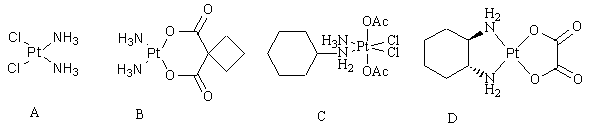 Cl NH₃
Pt
Cl NH₃
A
O
H₃N O
Pt
H₃N O
O
B
OAc
H₃N Cl
Pt
N Cl
H₂
OAc
C
H₂
N O O
Pt
N O O
H₂
D